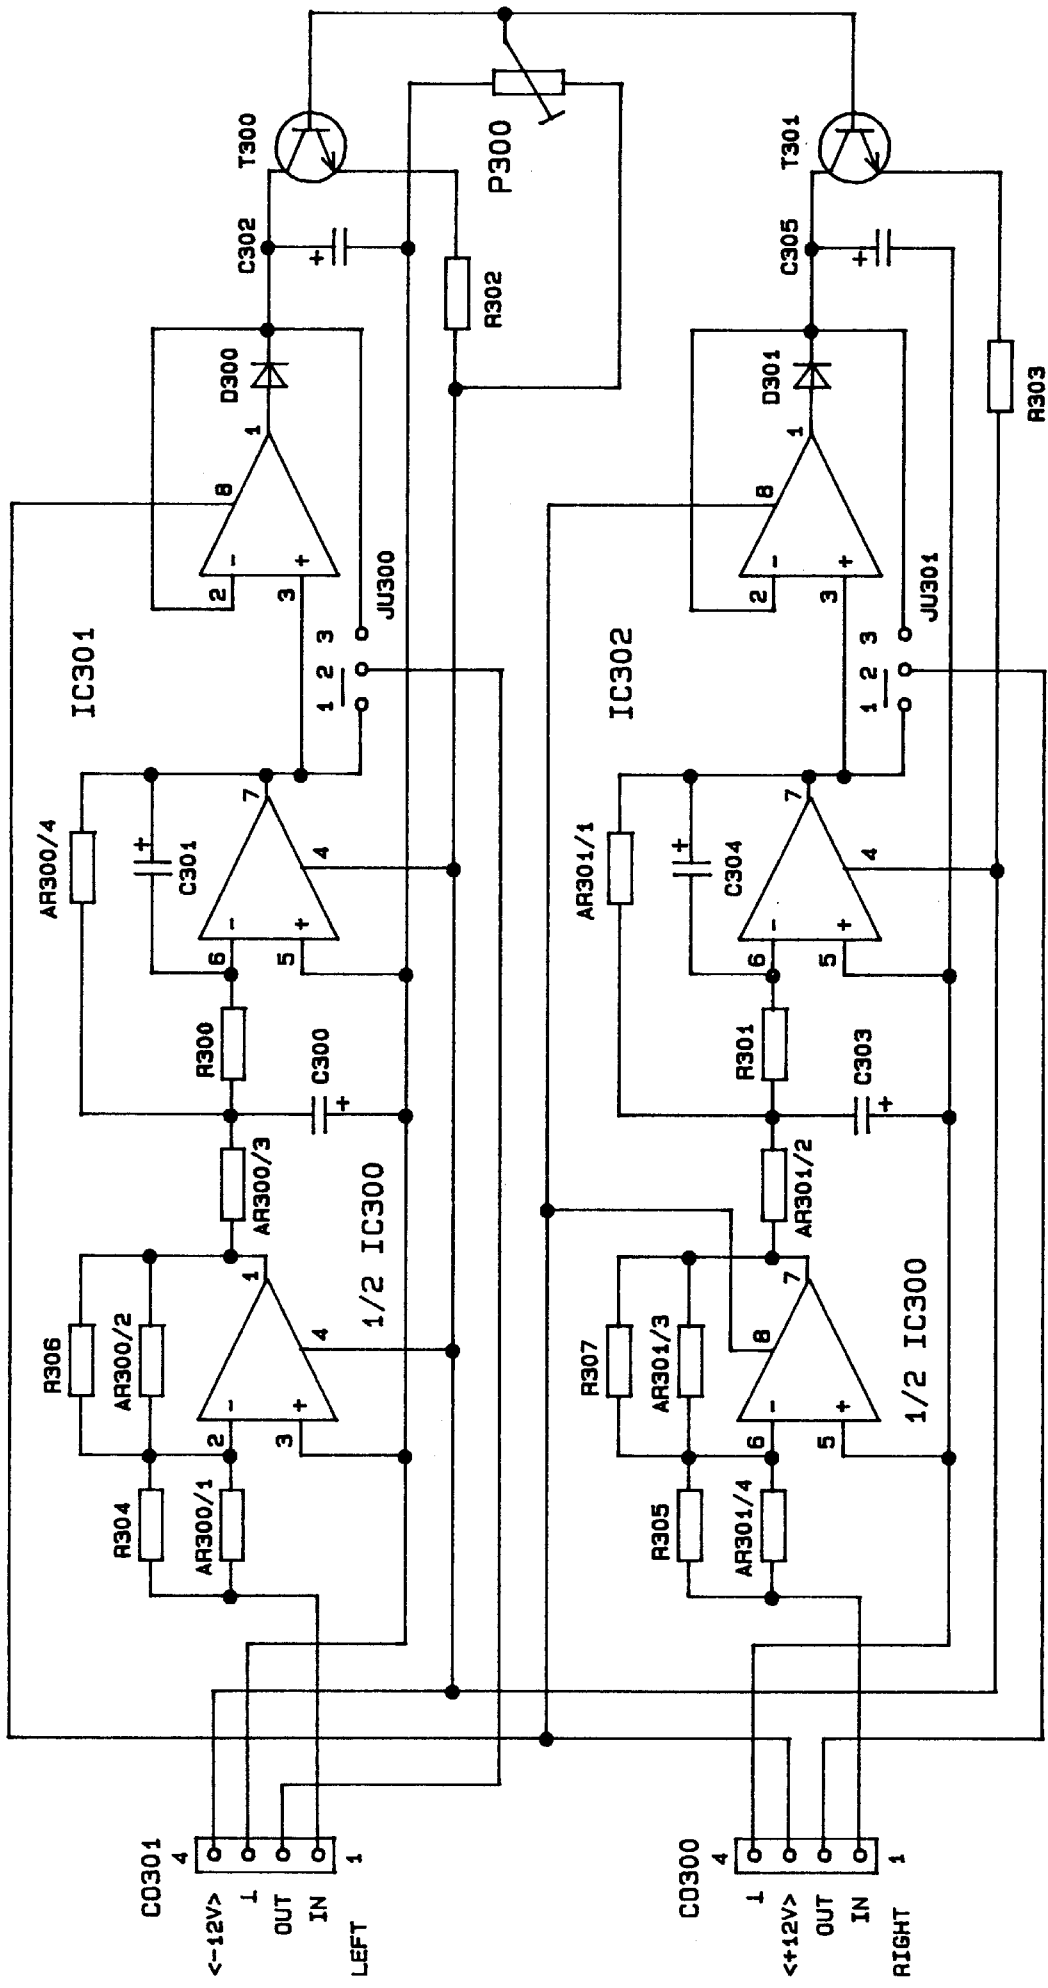 T300
P300
T301
C302
C305
R302
D300
D301
R303
1
8
-
+
2
3
JU300
1
8
-
+
2
3
JU301
IC301
1 2 3
IC302
1 2 3
AR300/4
C301
+
7
4
-
+
6
5
AR301/1
C304
+
7
4
-
+
6
5
R300
C300
+
R301
C303
+
AR300/3
1/2 IC300
AR301/2
1/2 IC300
R306
AR300/2
1
4
-
+
2
3
R307
AR301/3
7
8
-
+
6
5
R304
AR300/1
R305
AR301/4
+
+
CO301
4
1
<-12V>
⊥
OUT
IN
LEFT
CO300
4
1
⊥
<+12V>
OUT
IN
RIGHT